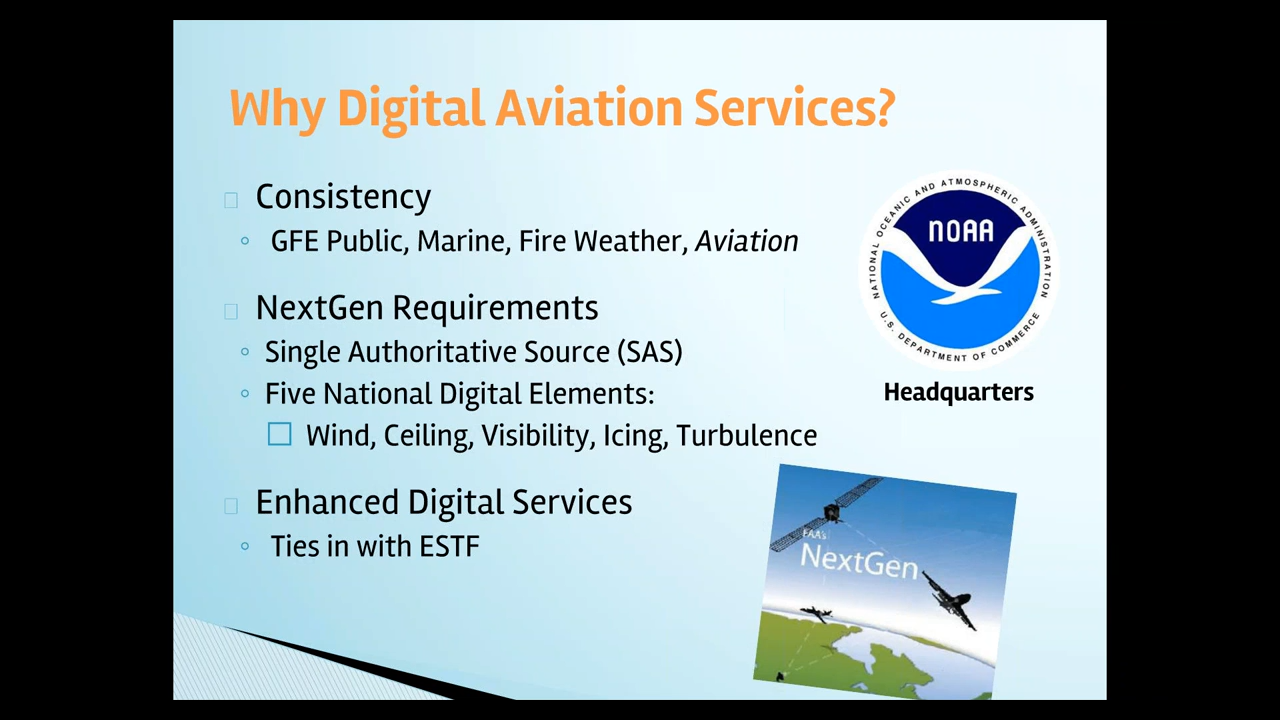 Why Digital Aviation Services?
Consistency
GFE Public, Marine, Fire Weather, Aviation
NextGen Requirements
Single Authoritative Source (SAS)
Five National Digital Elements:
Wind, Ceiling, Visibility, Icing, Turbulence
Enhanced Digital Services
Ties in with ESTF
NATIONAL OCEANIC AND ATMOSPHERIC ADMINISTRATION
NOAA
U.S. DEPARTMENT OF COMMERCE
Headquarters
FAA's
NextGen